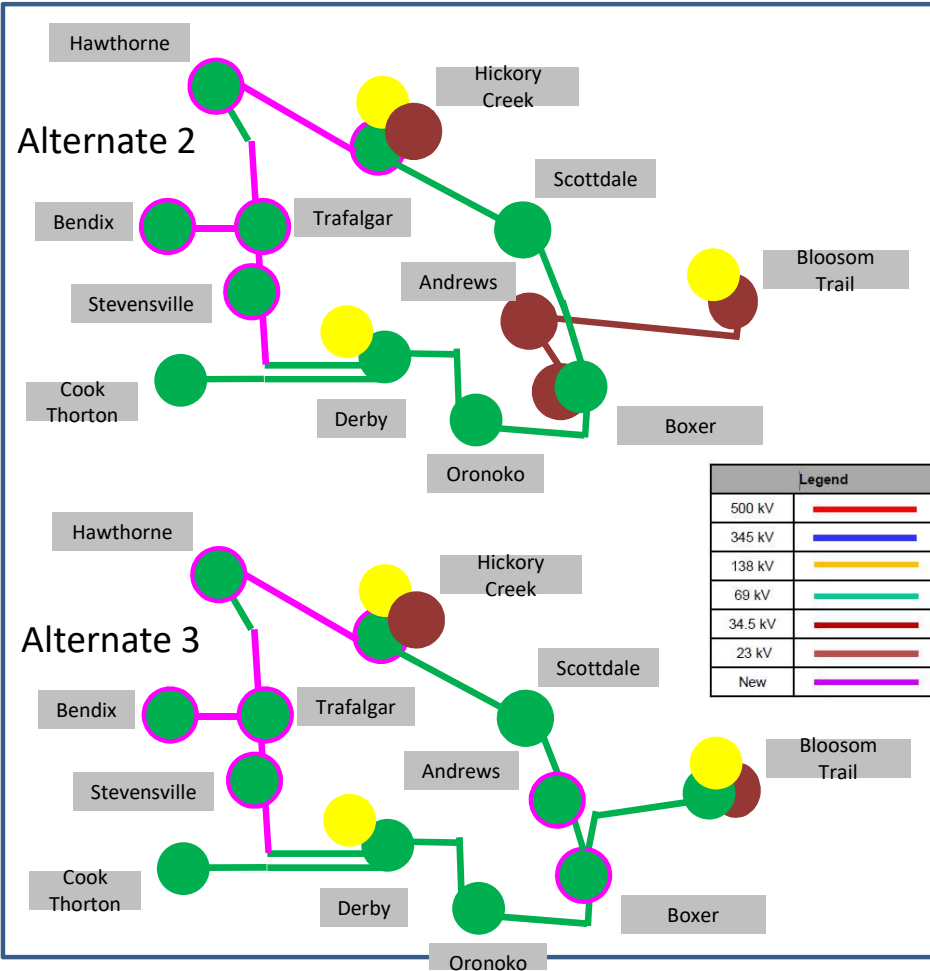 Hawthorne
Hickory
Creek
Alternate 2
Scottdale
Bendix
Trafalgar
Bloosom
Trail
Andrews
Stevensville
Cook
Thorton
Derby
Boxer
Oronoko
Legend
500 kV
345 kV
138 kV
69 kV
34.5 kV
23 kV
New
Hawthorne
Hickory
Creek
Alternate 3
Scottdale
Bendix
Trafalgar
Bloosom
Trail
Andrews
Stevensville
Cook
Thorton
Derby
Boxer
Oronoko